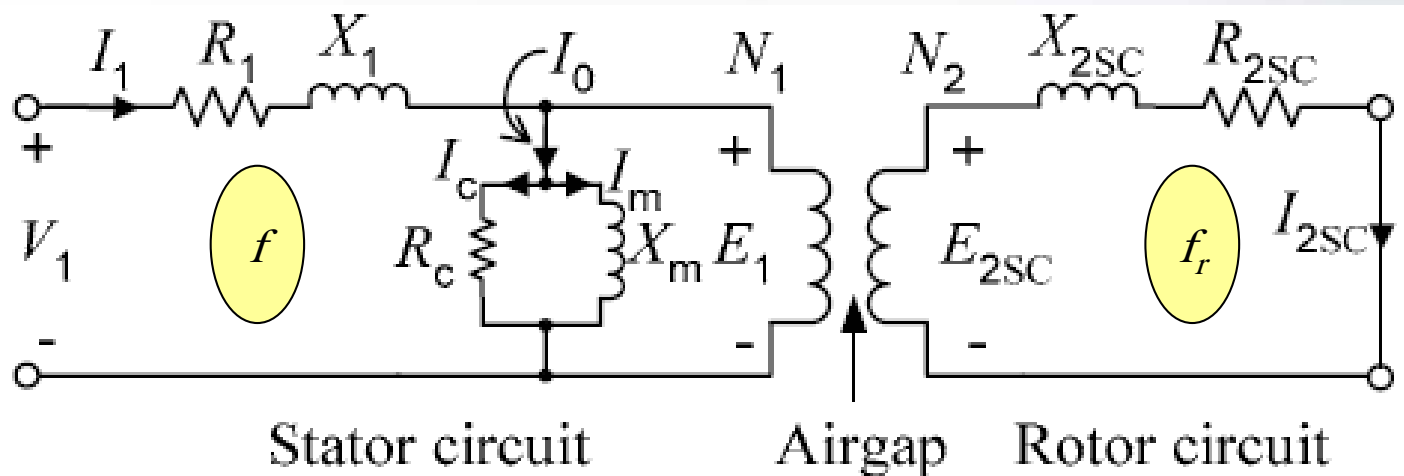 I1 R1 X1 I0 N1 N2 X2SC R2SC
+ Ic Im + + 
V1 f Rc Xm E1 E2SC fr I2SC
- - -
Stator circuit Airgap Rotor circuit